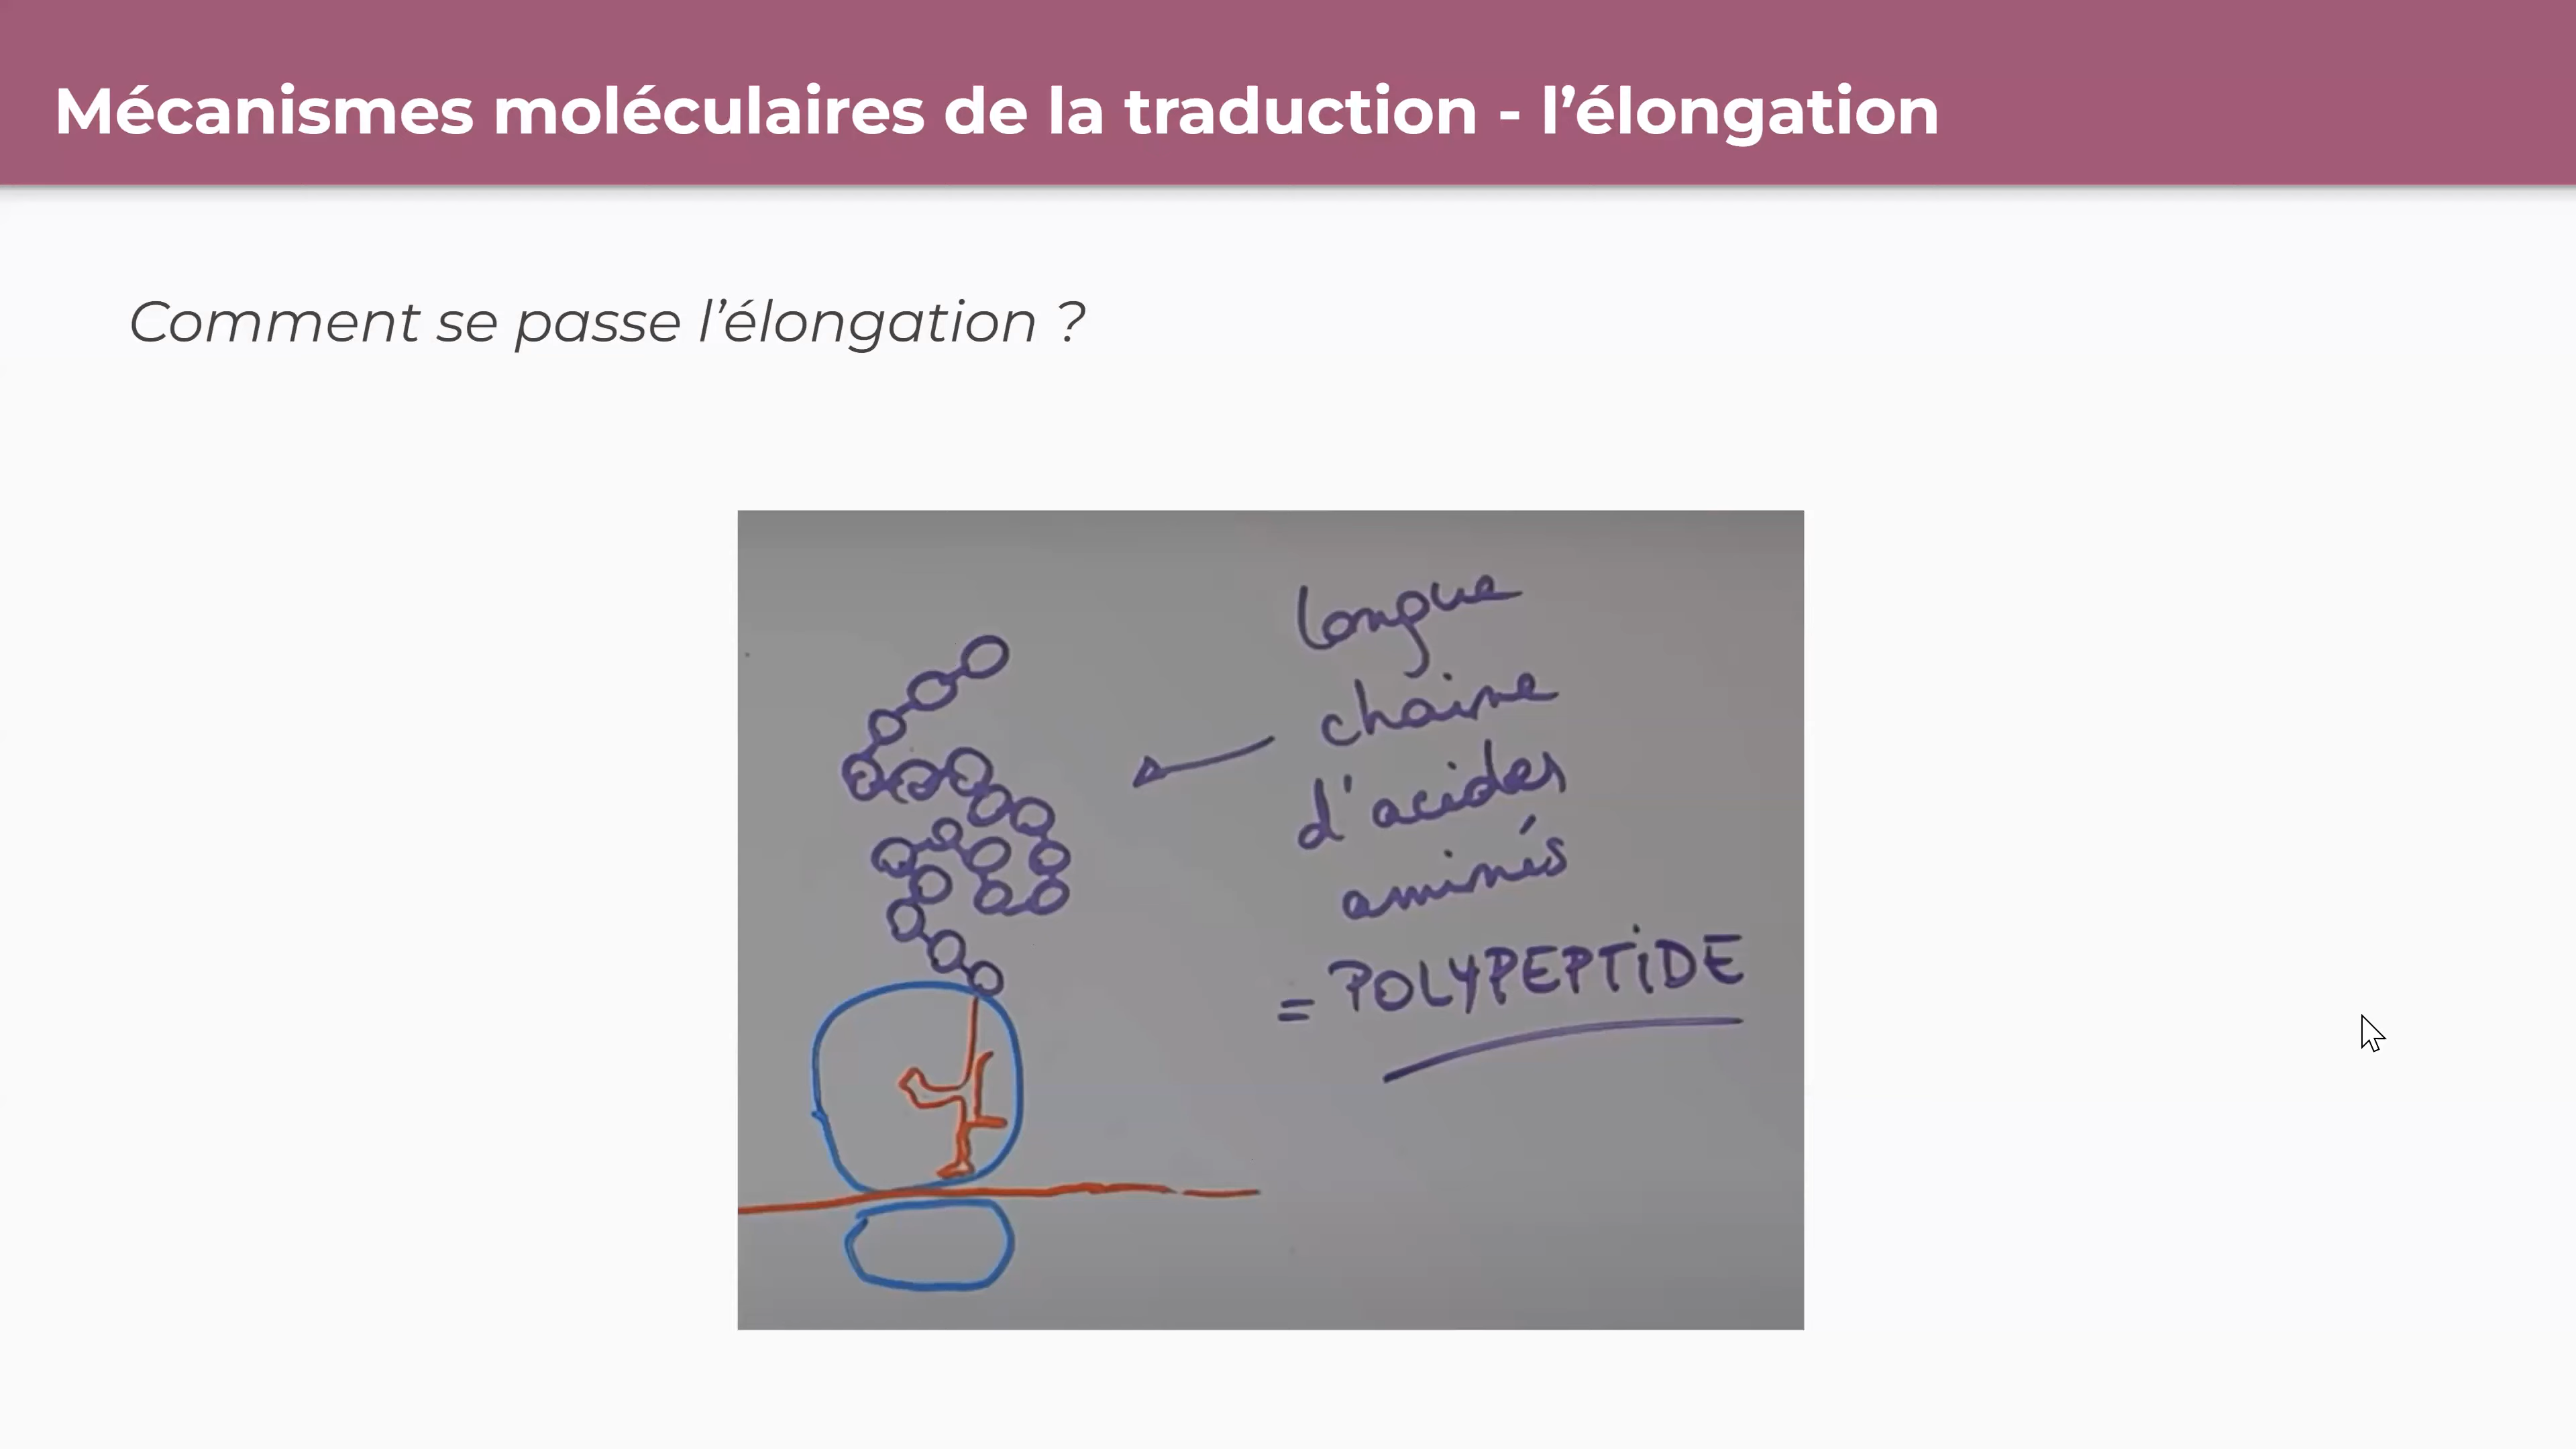 Mécanismes moléculaires de la traduction - l’élongation
Comment se passe l’élongation ?
longue
chaine
d'acides
aminés
= POLYPEPTIDE